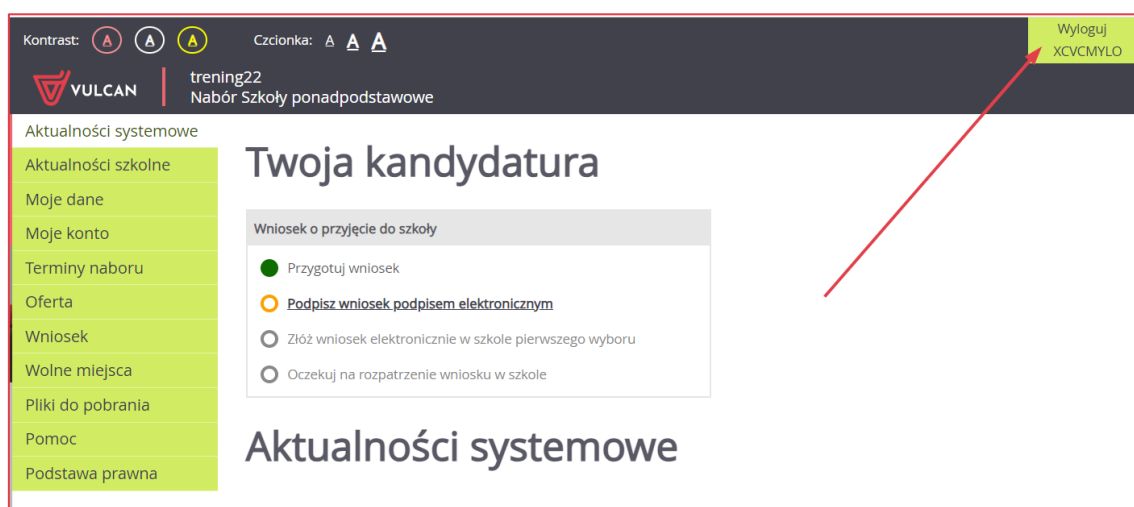 Kontrast: A A A Czcionka: A A A
Wyloguj
XCVCMYLO
VULCAN
trening22
Nabór Szkoły ponadpodstawowe
Aktualności systemowe
Aktualności szkolne
Moje dane
Moje konto
Terminy naboru
Oferta
Wniosek
Wolne miejsca
Pliki do pobrania
Pomoc
Podstawa prawna
Twoja kandydatura
Wniosek o przyjęcie do szkoły
Przygotuj wniosek
Podpisz wniosek podpisem elektronicznym
Złóż wniosek elektronicznie w szkole pierwszego wyboru
Oczekuj na rozpatrzenie wniosku w szkole
Aktualności systemowe